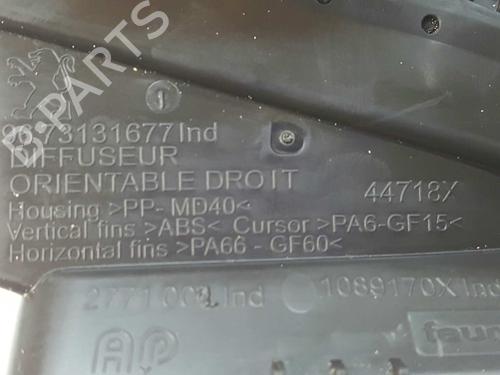 9673131677Ind
DIFFUSEUR
ORIENTABLE DROIT 44718X
Housing >PP- MD40<
Vertical fins >ABS< Cursor >PA6-GF15<
Horizontal fins >PA66 - GF60<
1089170X Ind
AP
B-PARTS